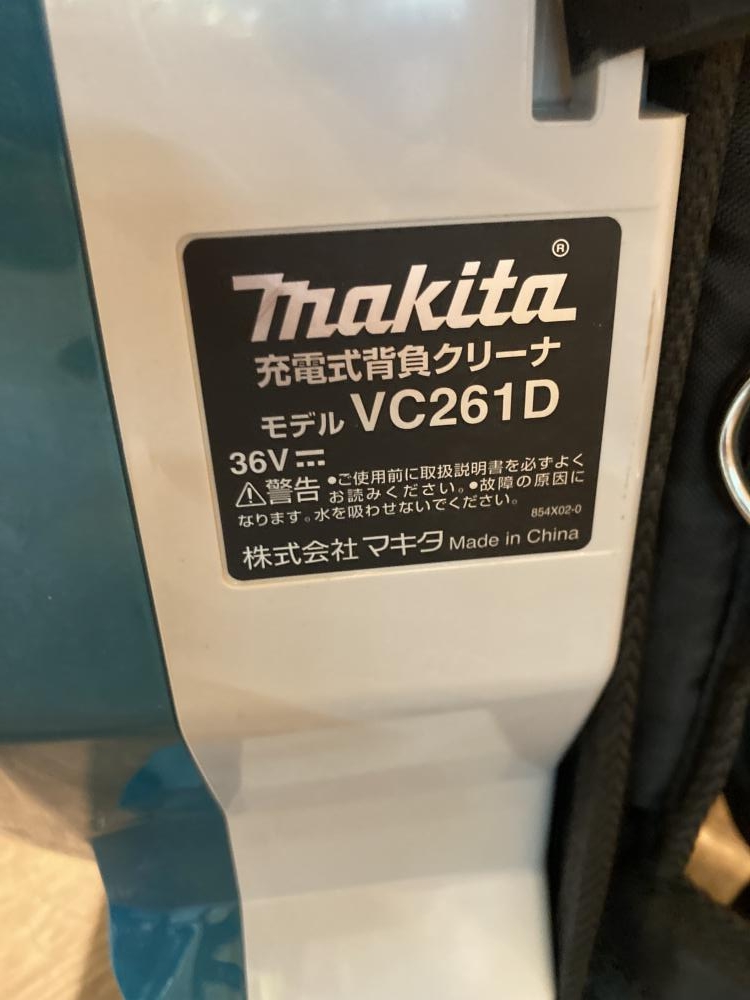 makita®
充電式背負クリーナ
モデル VC261D
36V⎓
⚠警告 •ご使用前に取扱説明書を必ずよく
お読みください。•故障の原因に
なります。水を吸わせないでください。 854X02-0
株式会社マキタ Made in China